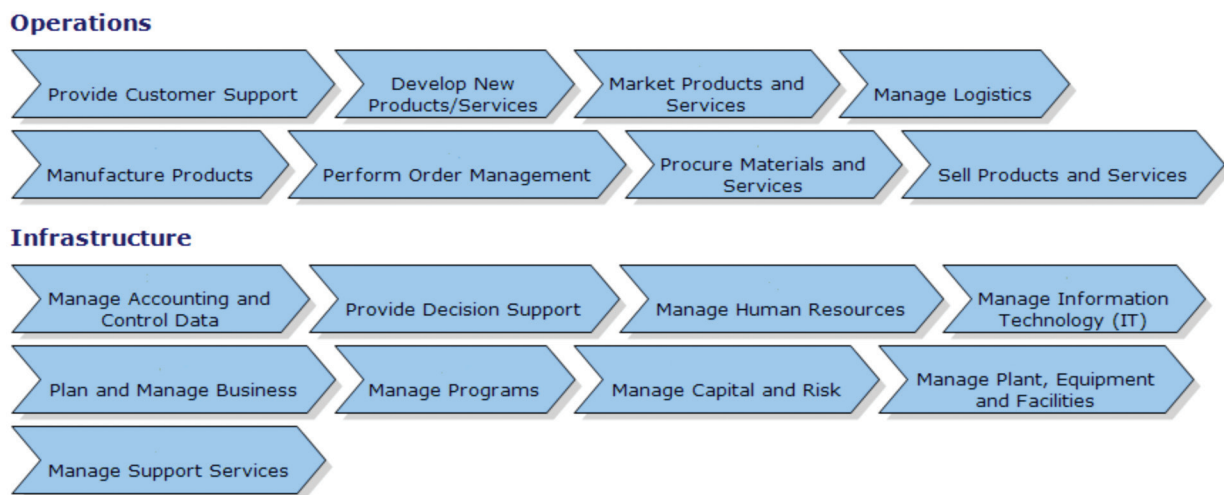 Operations
Provide Customer Support
Develop New
Products/Services
Market Products and
Services
Manage Logistics
Manufacture Products
Perform Order Management
Procure Materials and
Services
Sell Products and Services
Infrastructure
Manage Accounting and
Control Data
Provide Decision Support
Manage Human Resources
Manage Information
Technology (IT)
Plan and Manage Business
Manage Programs
Manage Capital and Risk
Manage Plant, Equipment
and Facilities
Manage Support Services